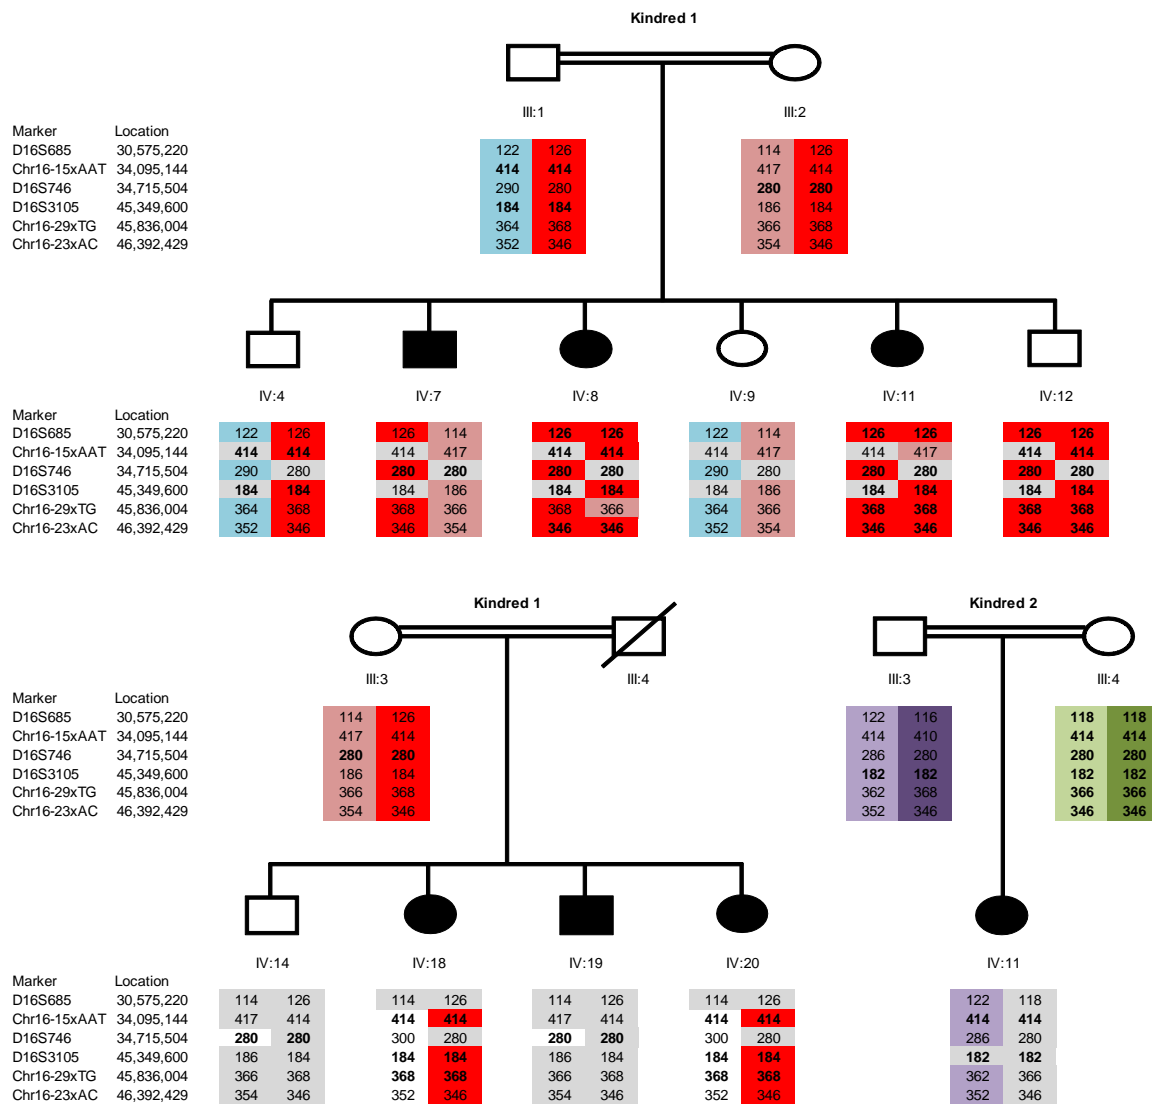 Kindred 1
III:1 III:2
Marker Location
D16S685 30,575,220 122 126 114 126
Chr16-15xAAT 34,095,144 414 414 417 414
D16S746 34,715,504 290 280 280 280
D16S3105 45,349,600 184 184 186 184
Chr16-29xTG 45,836,004 364 368 366 368
Chr16-23xAC 46,392,429 352 346 354 346
IV:4 IV:7 IV:8 IV:9 IV:11 IV:12
Marker Location
D16S685 30,575,220 122 126 126 114 126 126 122 114 126 126 126 126
Chr16-15xAAT 34,095,144 414 414 414 417 414 414 414 417 414 417 414 414
D16S746 34,715,504 290 280 280 280 280 280 290 280 280 280 280 280
D16S3105 45,349,600 184 184 184 186 184 184 184 186 184 184 184 184
Chr16-29xTG 45,836,004 364 368 368 366 368 366 364 366 368 368 368 368
Chr16-23xAC 46,392,429 352 346 346 354 346 346 352 354 346 346 346 346
Kindred 1 Kindred 2
III:3 III:4 III:3 III:4
Marker Location
D16S685 30,575,220 114 126 122 116 118 118
Chr16-15xAAT 34,095,144 417 414 414 410 414 414
D16S746 34,715,504 280 280 286 280 280 280
D16S3105 45,349,600 186 184 182 182 182 182
Chr16-29xTG 45,836,004 366 368 362 368 366 366
Chr16-23xAC 46,392,429 354 346 352 346 346 346
IV:14 IV:18 IV:19 IV:20 IV:11
Marker Location
D16S685 30,575,220 114 126 114 126 114 126 114 126 122 118
Chr16-15xAAT 34,095,144 417 414 414 414 417 414 414 414 414 414
D16S746 34,715,504 280 280 300 280 280 280 300 280 286 280
D16S3105 45,349,600 186 184 184 184 186 184 184 184 182 182
Chr16-29xTG 45,836,004 366 368 368 368 366 368 368 368 362 366
Chr16-23xAC 46,392,429 354 346 352 346 354 346 352 346 352 346